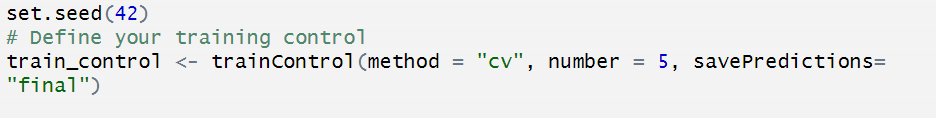 set.seed(42)
# Define your training control
train_control <- trainControl(method = "cv", number = 5, savePredictions=
"final")